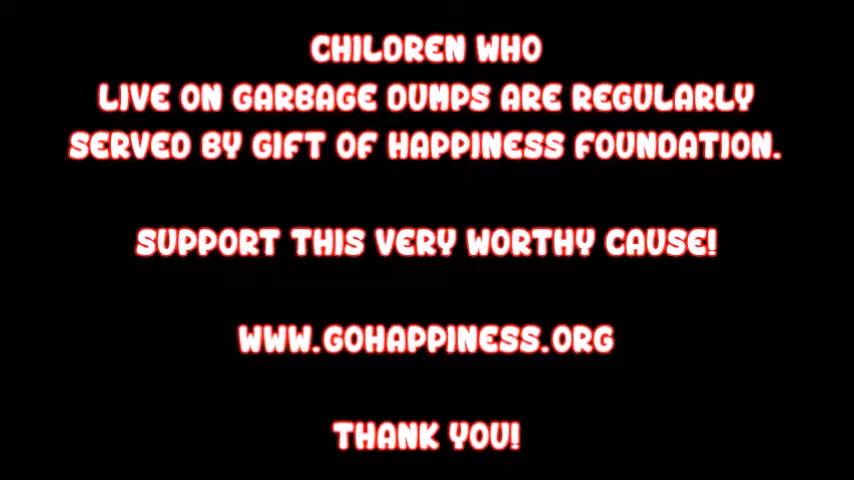 CHILDREN WHO
LIVE ON GARBAGE DUMPS ARE REGULARLY
SERVED BY GIFT OF HAPPINESS FOUNDATION.
SUPPORT THIS VERY WORTHY CAUSE!
WWW.GOHAPPINESS.ORG
THANK YOU!